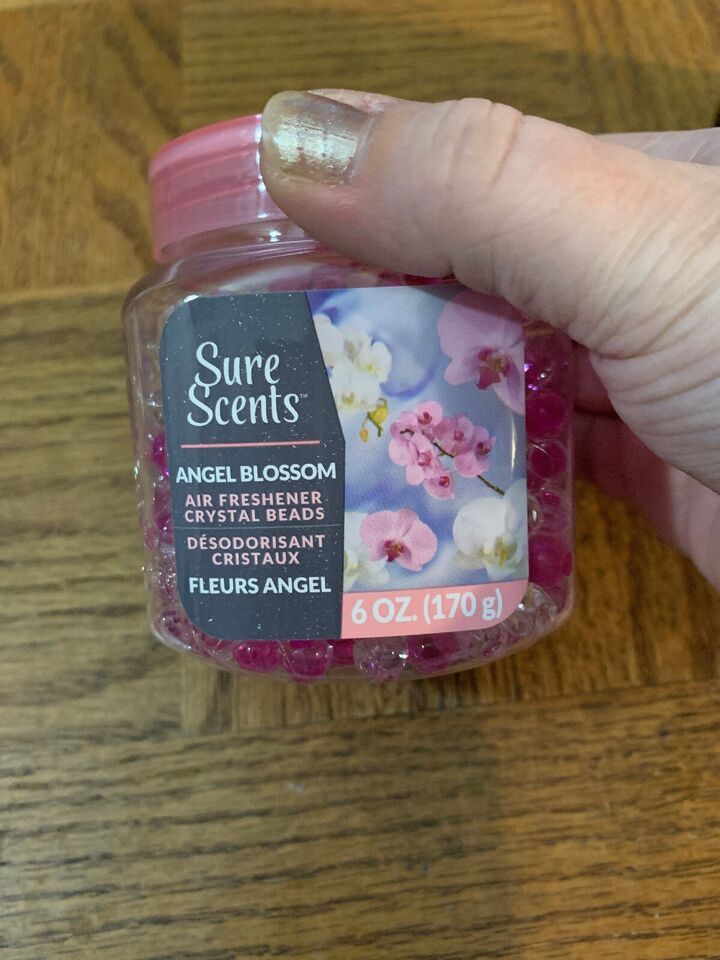 Sure
Scents™
ANGEL BLOSSOM
AIR FRESHENER
CRYSTAL BEADS
DÉSODORISANT
CRISTAUX
FLEURS ANGEL
6 OZ. (170 g)